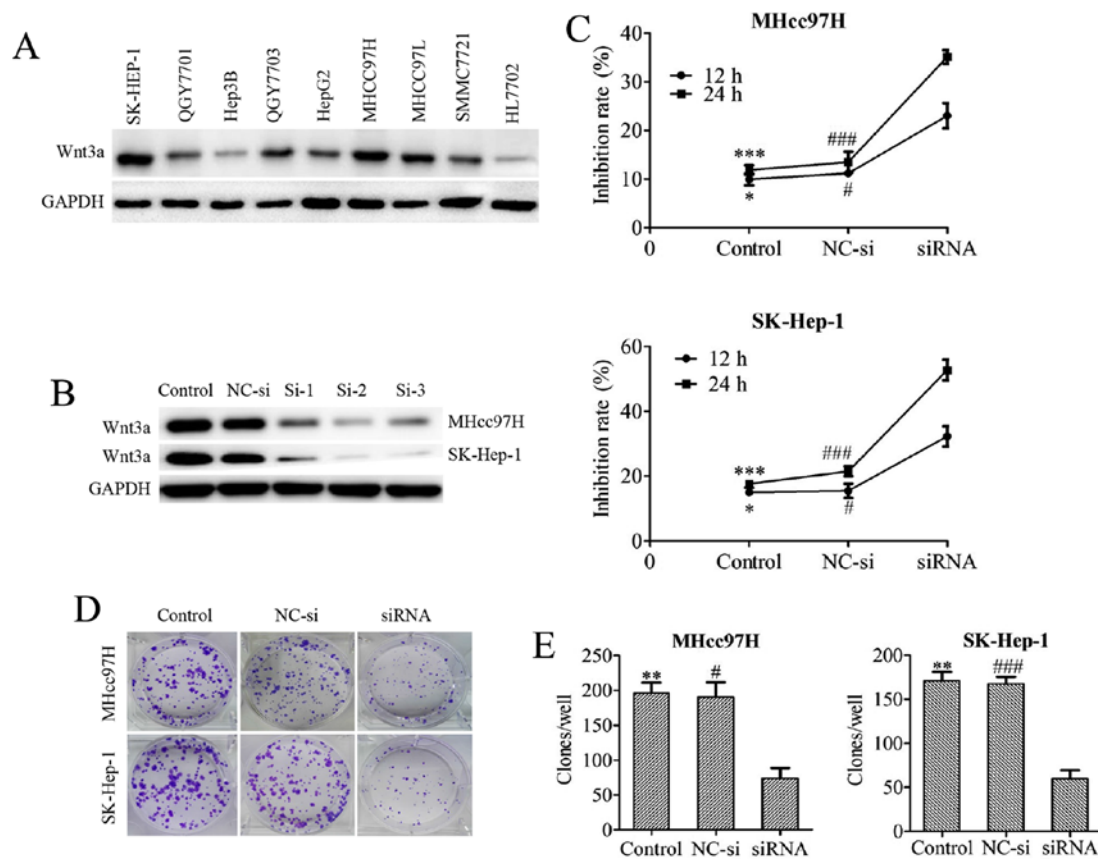 A
SK-HEP-1
QGY7701
Hep3B
QGY7703
HepG2
MHCC97H
MHCC97L
SMMC7721
HL7702
Wnt3a
GAPDH
B
Control NC-si Si-1 Si-2 Si-3
Wnt3a MHcc97H
Wnt3a SK-Hep-1
GAPDH
C
MHcc97H
Inhibition rate (%)
40
30
20
10
0
12 h
24 h
***
*
###
#
0 Control NC-si siRNA
SK-Hep-1
Inhibition rate (%)
60
40
20
0
12 h
24 h
***
*
###
#
0 Control NC-si siRNA
D
Control NC-si siRNA
MHcc97H
SK-Hep-1
E
MHcc97H
Clones/well
250
200
150
100
50
0
** #
Control NC-si siRNA
SK-Hep-1
Clones/well
200
150
100
50
0
** ###
Control NC-si siRNA